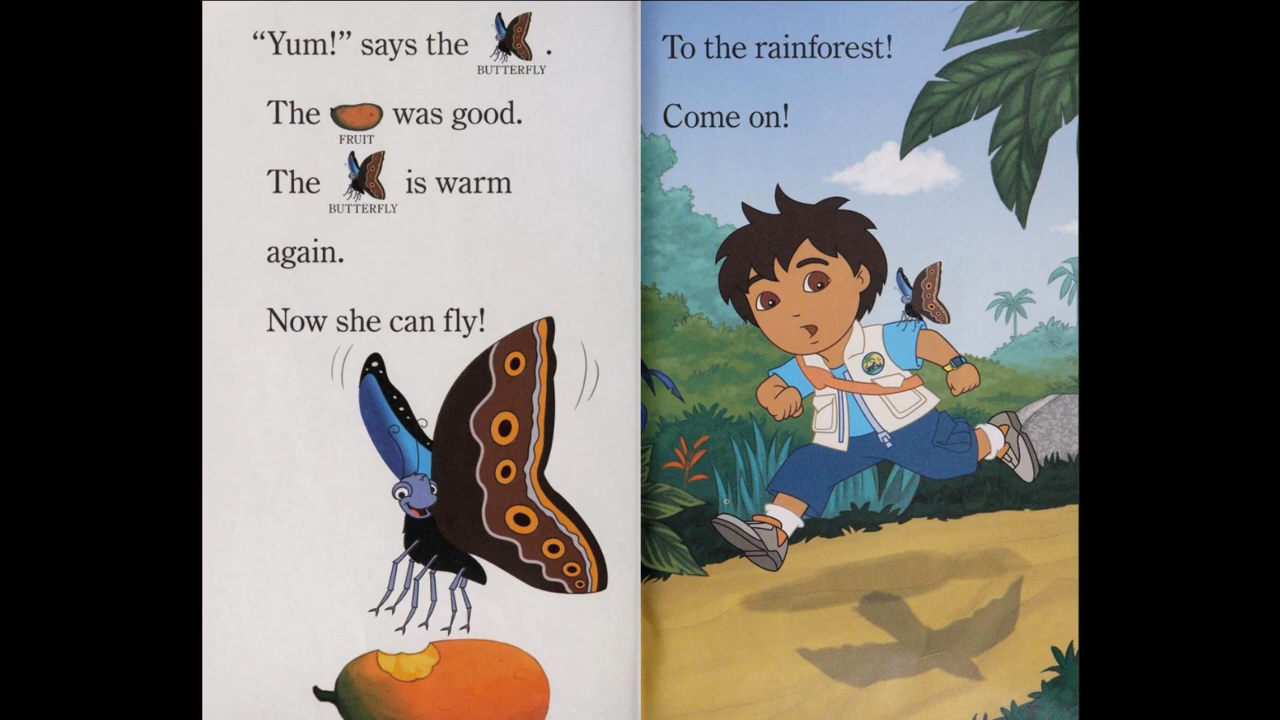 “Yum!” says the .
BUTTERFLY
The was good.
FRUIT
The is warm
BUTTERFLY
again.
Now she can fly!
To the rainforest!
Come on!